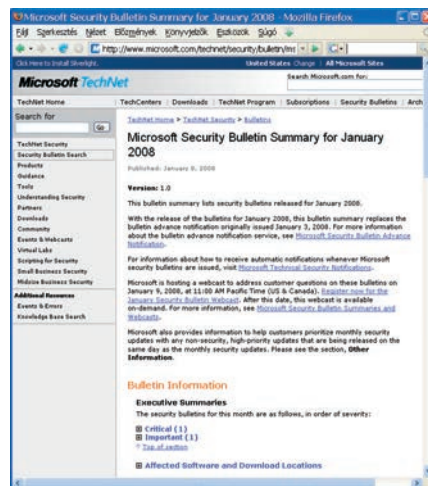 Microsoft Security Bulletin Summary for January 2008 - Mozilla Firefox
Fájl Szerkesztés Nézet Előzmények Könyvjelzők Eszközök Súgó
http://www.microsoft.com/technet/security/bulletin/ms
Click Here to Install Silverlight.
United States Change | All Microsoft Sites
Microsoft TechNet
Search Microsoft.com for:
TechNet Home
TechCenters | Downloads | TechNet Program | Subscriptions | Security Bulletins | Arch
Search for
Go
TechNet Security
Security Bulletin Search
Products
Guidance
Tools
Understanding Security
Partners
Downloads
Community
Events & Webcasts
Virtual Labs
Scripting for Security
Small Business Security
Midsize Business Security
Additional Resources
Events & Errors
Knowledge Base Search
TechNet Home > TechNet Security > Bulletins
Microsoft Security Bulletin Summary for January
2008
Published: January 8, 2008
Version: 1.0
This bulletin summary lists security bulletins released for January 2008.
With the release of the bulletins for January 2008, this bulletin summary replaces the
bulletin advance notification originally issued January 3, 2008. For more information
about the bulletin advance notification service, see Microsoft Security Bulletin Advance
Notification.
For information about how to receive automatic notifications whenever Microsoft
security bulletins are issued, visit Microsoft Technical Security Notifications.
Microsoft is hosting a webcast to address customer questions on these bulletins on
January 9, 2008, at 11:00 AM Pacific Time (US & Canada). Register now for the
January Security Bulletin Webcast. After this date, this webcast is available
on-demand. For more information, see Microsoft Security Bulletin Summaries and
Webcasts.
Microsoft also provides information to help customers prioritize monthly security
updates with any non-security, high-priority updates that are being released on the
same day as the monthly security updates. Please see the section, Other
Information.
Bulletin Information
Executive Summaries
The security bulletins for this month are as follows, in order of severity:
Critical (1)
Important (1)
Top of section
Affected Software and Download Locations